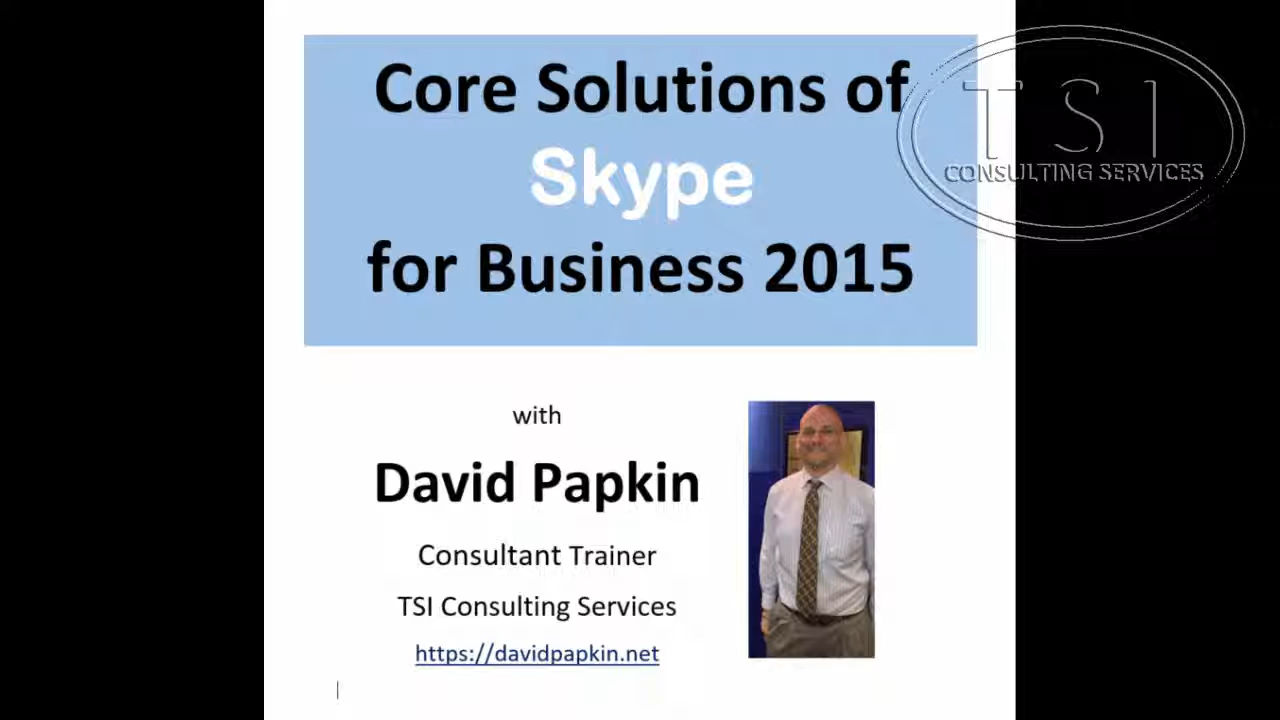 Core Solutions of
Skype
for Business 2015
TSI
CONSULTING SERVICES
with
David Papkin
Consultant Trainer
TSI Consulting Services
https://davidpapkin.net